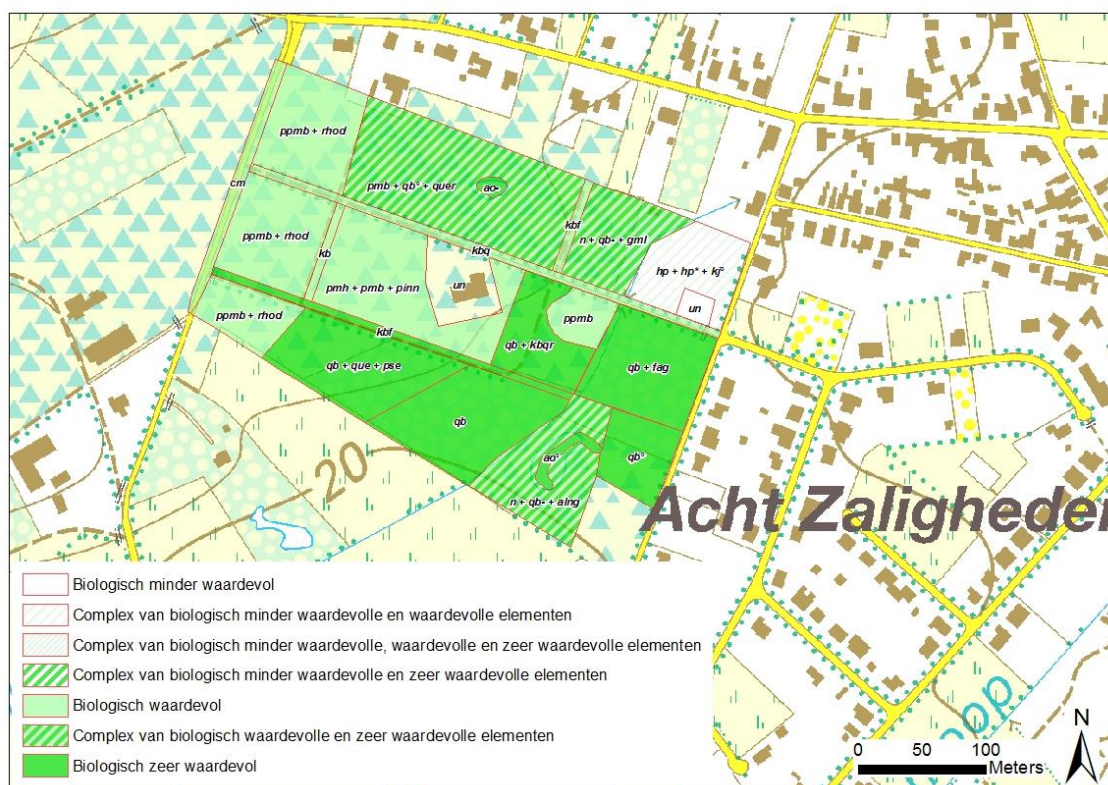 ppmb + rhod
pmb + qb° + quer
ao-
cm
kbf
n + qb- + gml
ppmb + rhod
kb
kbq
hp + hp* + kj°
pmh + pmb + pinn
un
un
ppmb
ppmb + rhod
kbf
qb + kbqr
qb + que + pse
qb + fag
qb
ao°
qb°
n + qb- + alng
20
Acht Zaligheden
Biologisch minder waardevol
Complex van biologisch minder waardevolle en waardevolle elementen
Complex van biologisch minder waardevolle, waardevolle en zeer waardevolle elementen
Complex van biologisch minder waardevolle en zeer waardevolle elementen
Biologisch waardevol
Complex van biologisch waardevolle en zeer waardevolle elementen
Biologisch zeer waardevol
0 50 100
Meters
N